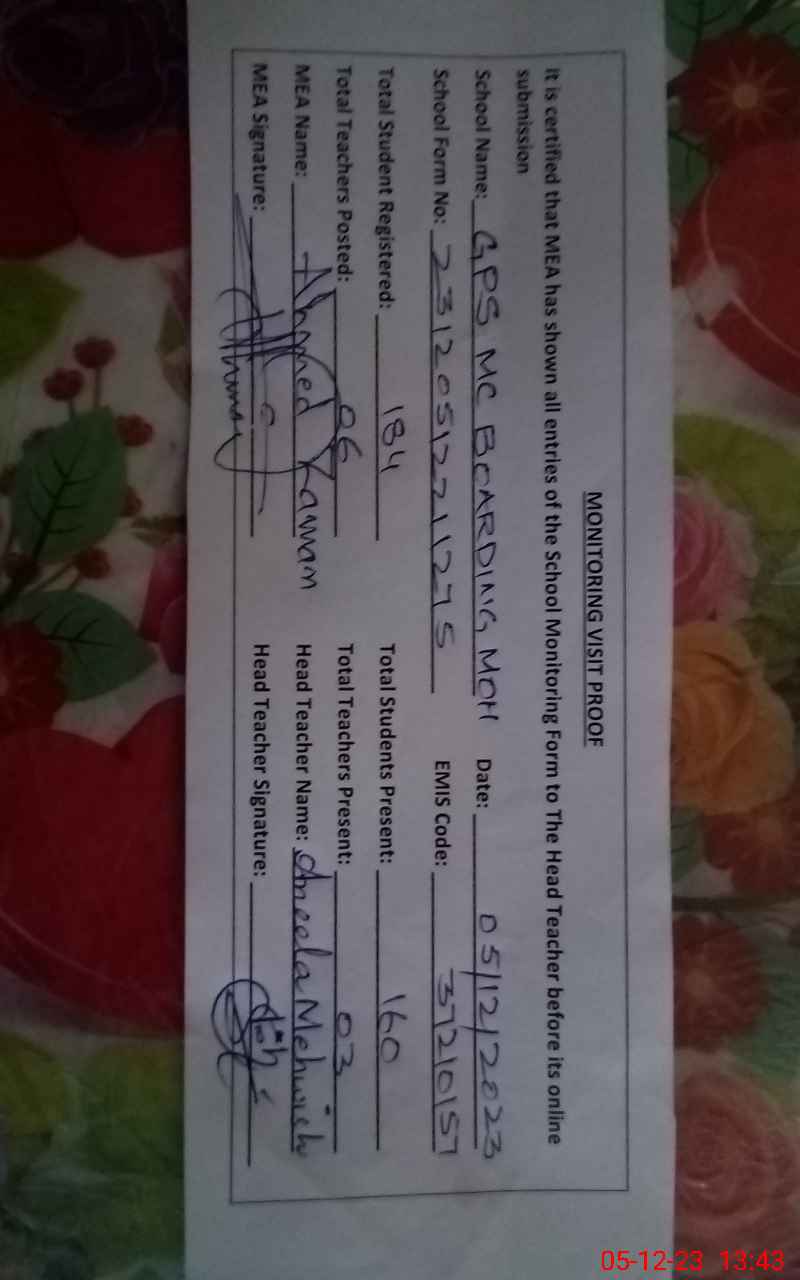 MONITORING VISIT PROOF
it is certified that MEA has shown all entries of the School Monitoring Form to The Head Teacher before its online
submission
School Name: GPS MC BOARDING MOH Date: 05/12/2023
School Form No: 23120512211275 EMIS Code: 37210157
Total Student Registered: 184 Total Students Present: 160
Total Teachers Posted: 06 Total Teachers Present: 03
MEA Name: Ahmed Head Teacher Name: Aneela Mehwish
MEA Signature: Head Teacher Signature:
05-12-23 13:43